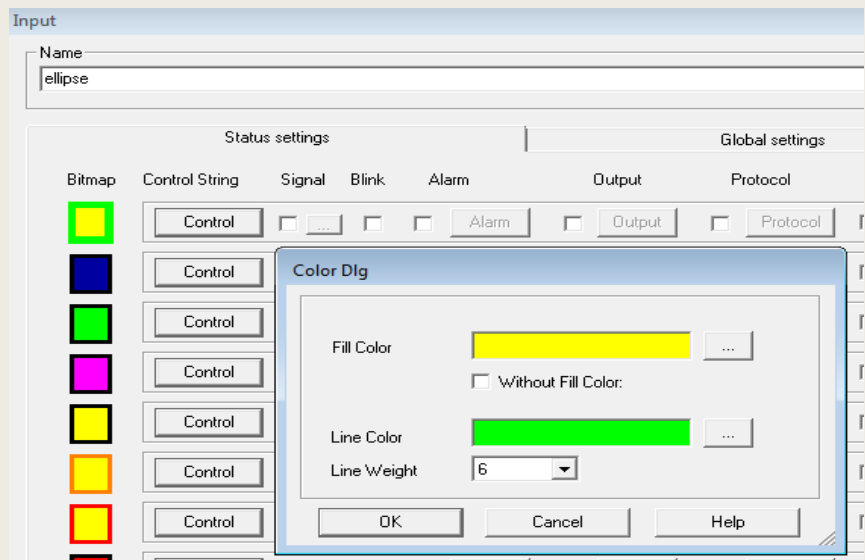 Input
Name
ellipse
Status settings Global settings
Bitmap Control String Signal Blink Alarm Output Protocol
Control ... Alarm Output Protocol
Control
Color Dlg
Control
Fill Color ...
Control
Without Fill Color:
Control
Line Color ...
Control
Line Weight 6
Control
OK Cancel Help